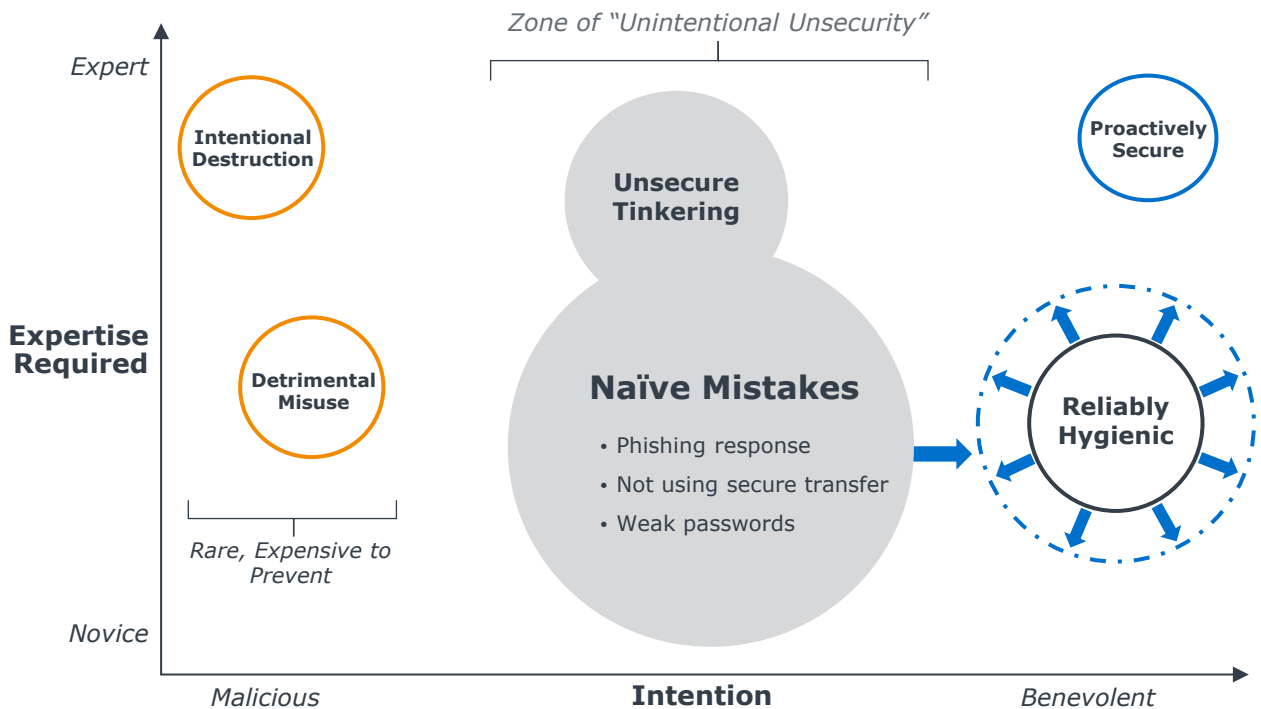 Zone of “Unintentional Unsecurity”
Expert
Intentional
Destruction
Unsecure
Tinkering
Proactively
Secure
Expertise
Required
Detrimental
Misuse
Naïve Mistakes
• Phishing response
• Not using secure transfer
• Weak passwords
Reliably
Hygienic
Rare, Expensive to
Prevent
Novice
Malicious
Intention
Benevolent